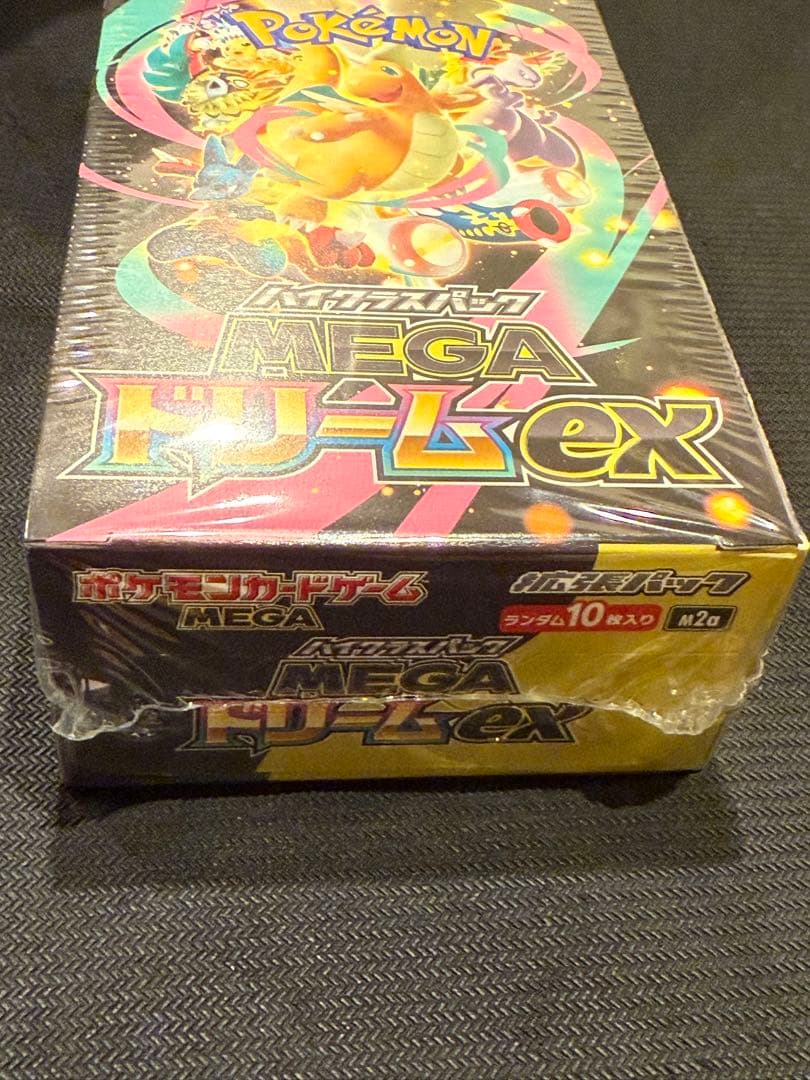 Pokémon
ハイクラスパック
MEGA
ドリームex
ポケモンカードゲーム
MEGA
拡張パック
ランダム10枚入り
M2a
ハイクラスパック
MEGA
ドリームex